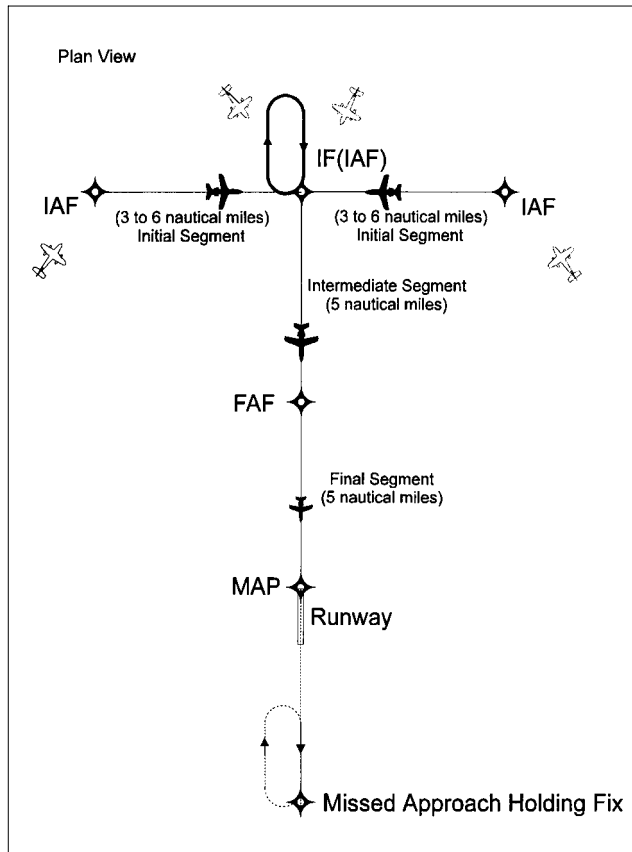 Plan View
IF(IAF)
IAF
IAF
(3 to 6 nautical miles)
Initial Segment
(3 to 6 nautical miles)
Initial Segment
Intermediate Segment
(5 nautical miles)
FAF
Final Segment
(5 nautical miles)
MAP
Runway
Missed Approach Holding Fix